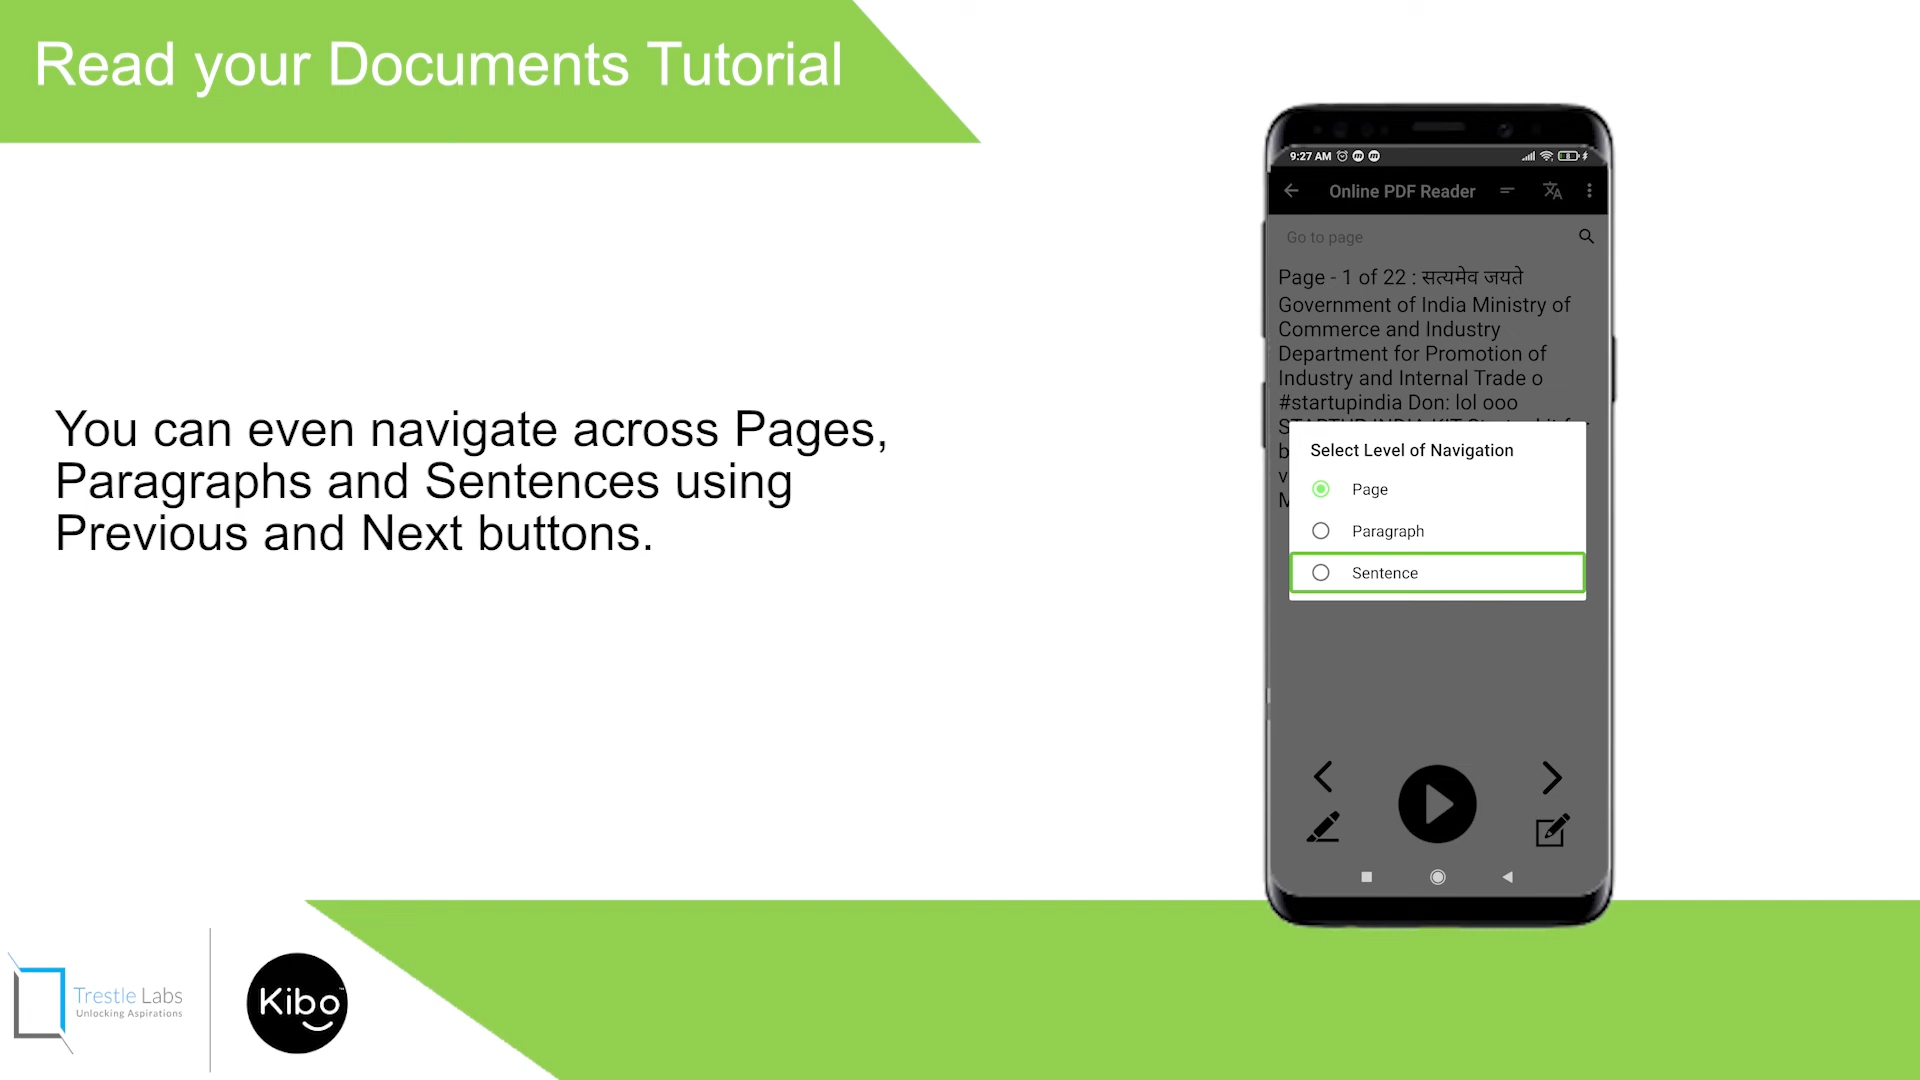 Read your Documents Tutorial
You can even navigate across Pages,
Paragraphs and Sentences using
Previous and Next buttons.
9:27 AM
Online PDF Reader
Go to page
Page - 1 of 22 : सत्यमेव जयते
Government of India Ministry of
Commerce and Industry
Department for Promotion of
Industry and Internal Trade o
#startupindia Don: lol ooo
Select Level of Navigation
Page
Paragraph
Sentence
Trestle Labs
Unlocking Aspirations
Kibo